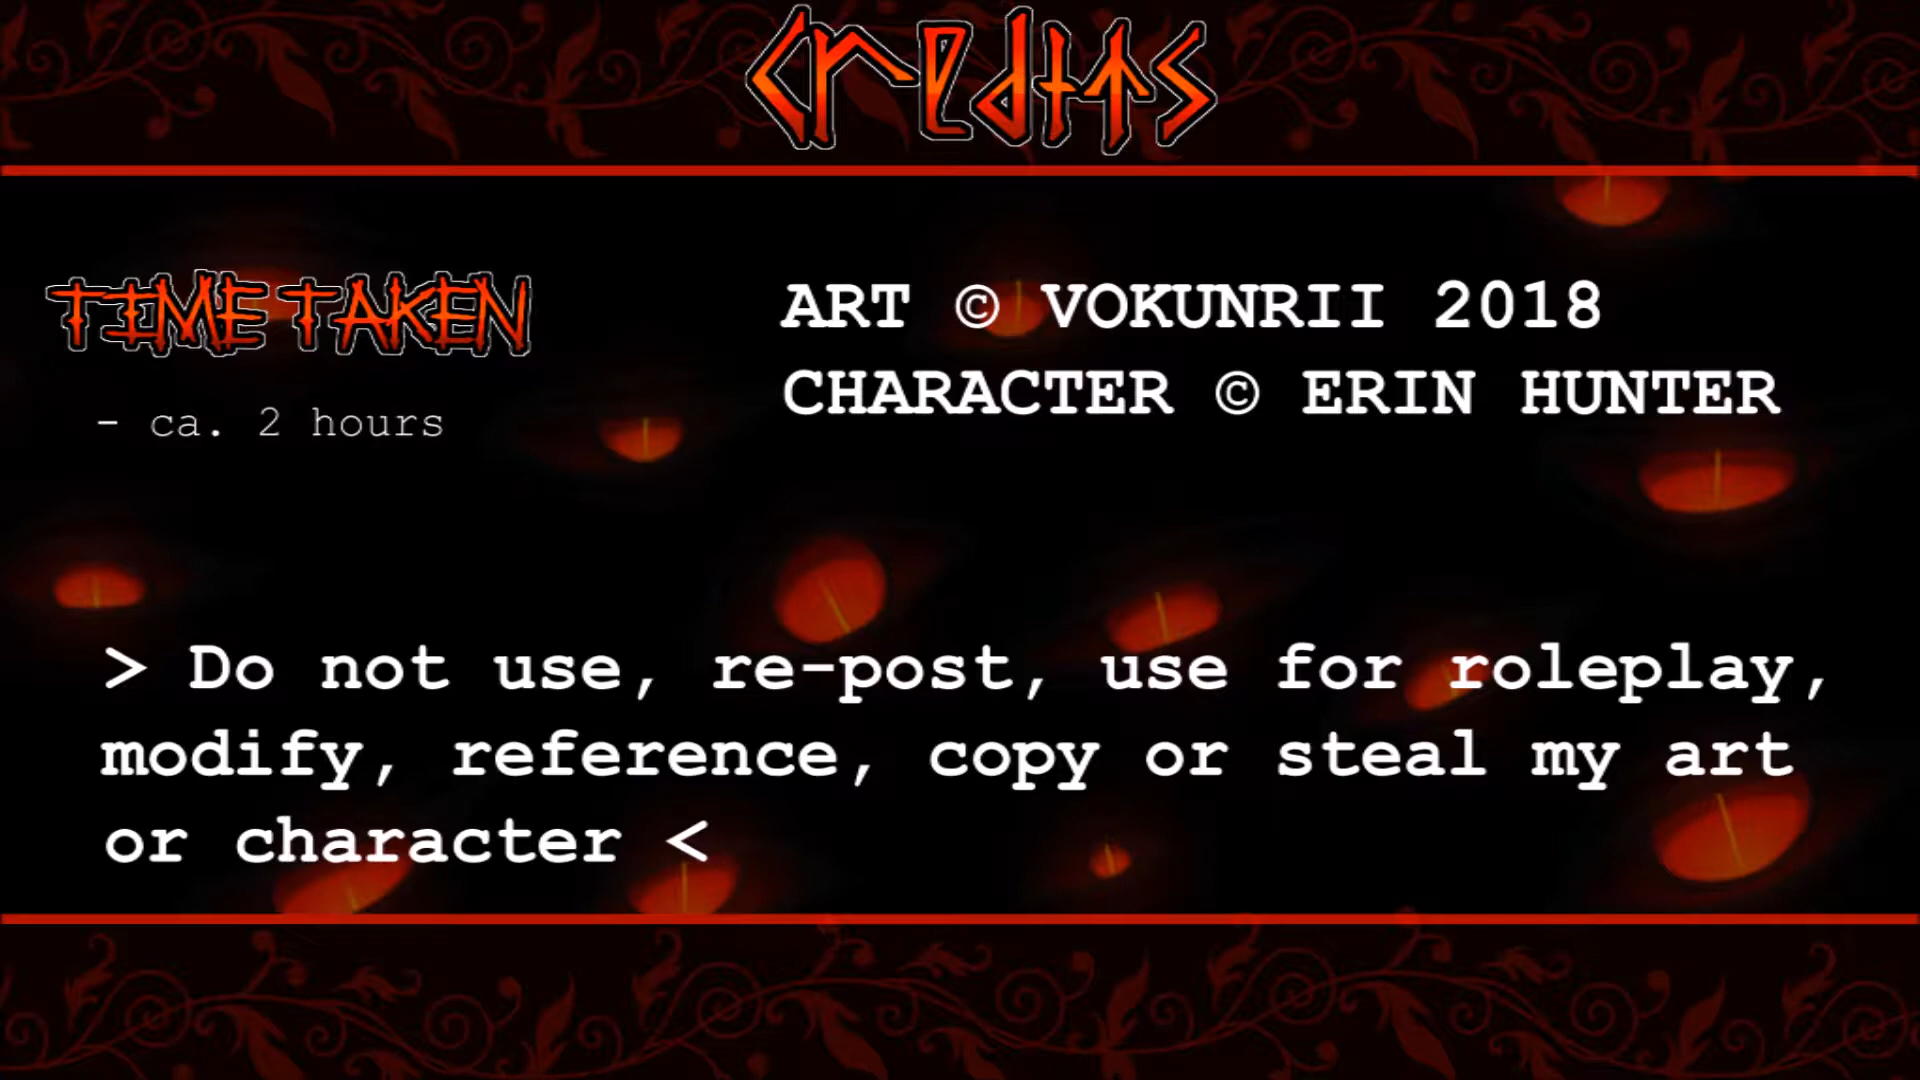 Credits
TIME TAKEN
- ca. 2 hours
ART © VOKUNRII 2018
CHARACTER © ERIN HUNTER
> Do not use, re-post, use for roleplay,
modify, reference, copy or steal my art
or character <